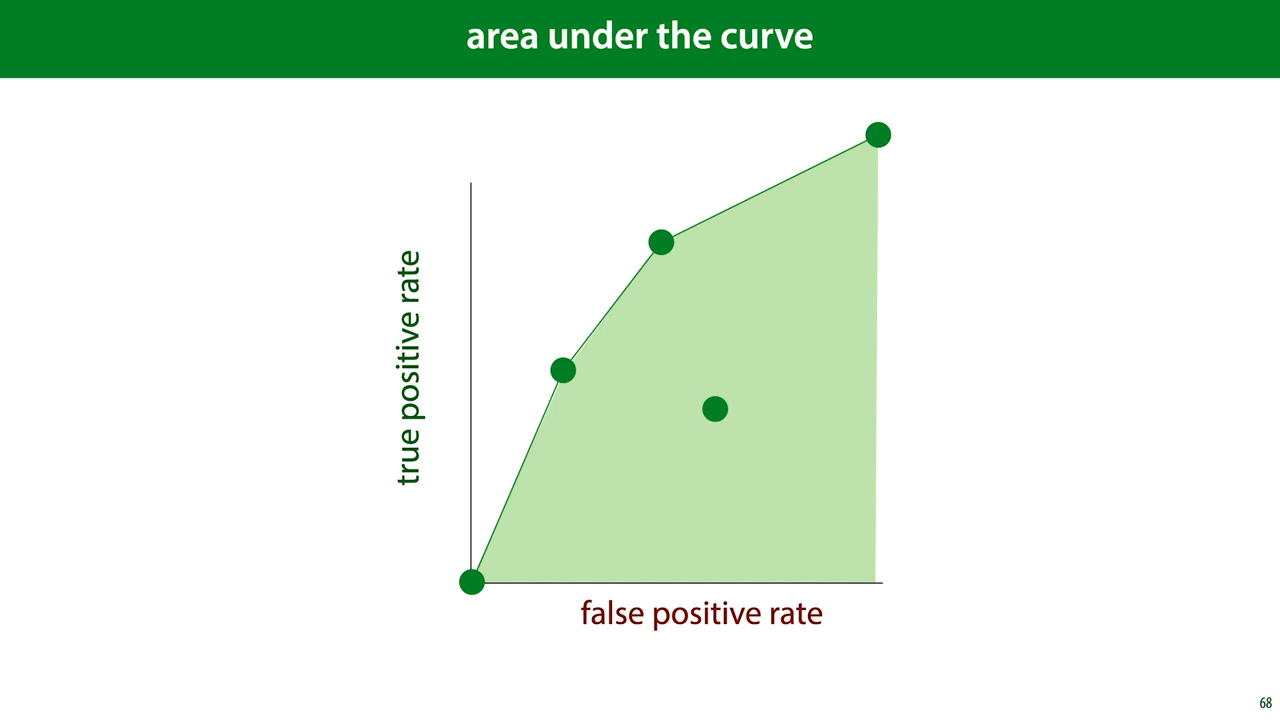 area under the curve
true positive rate
false positive rate
68